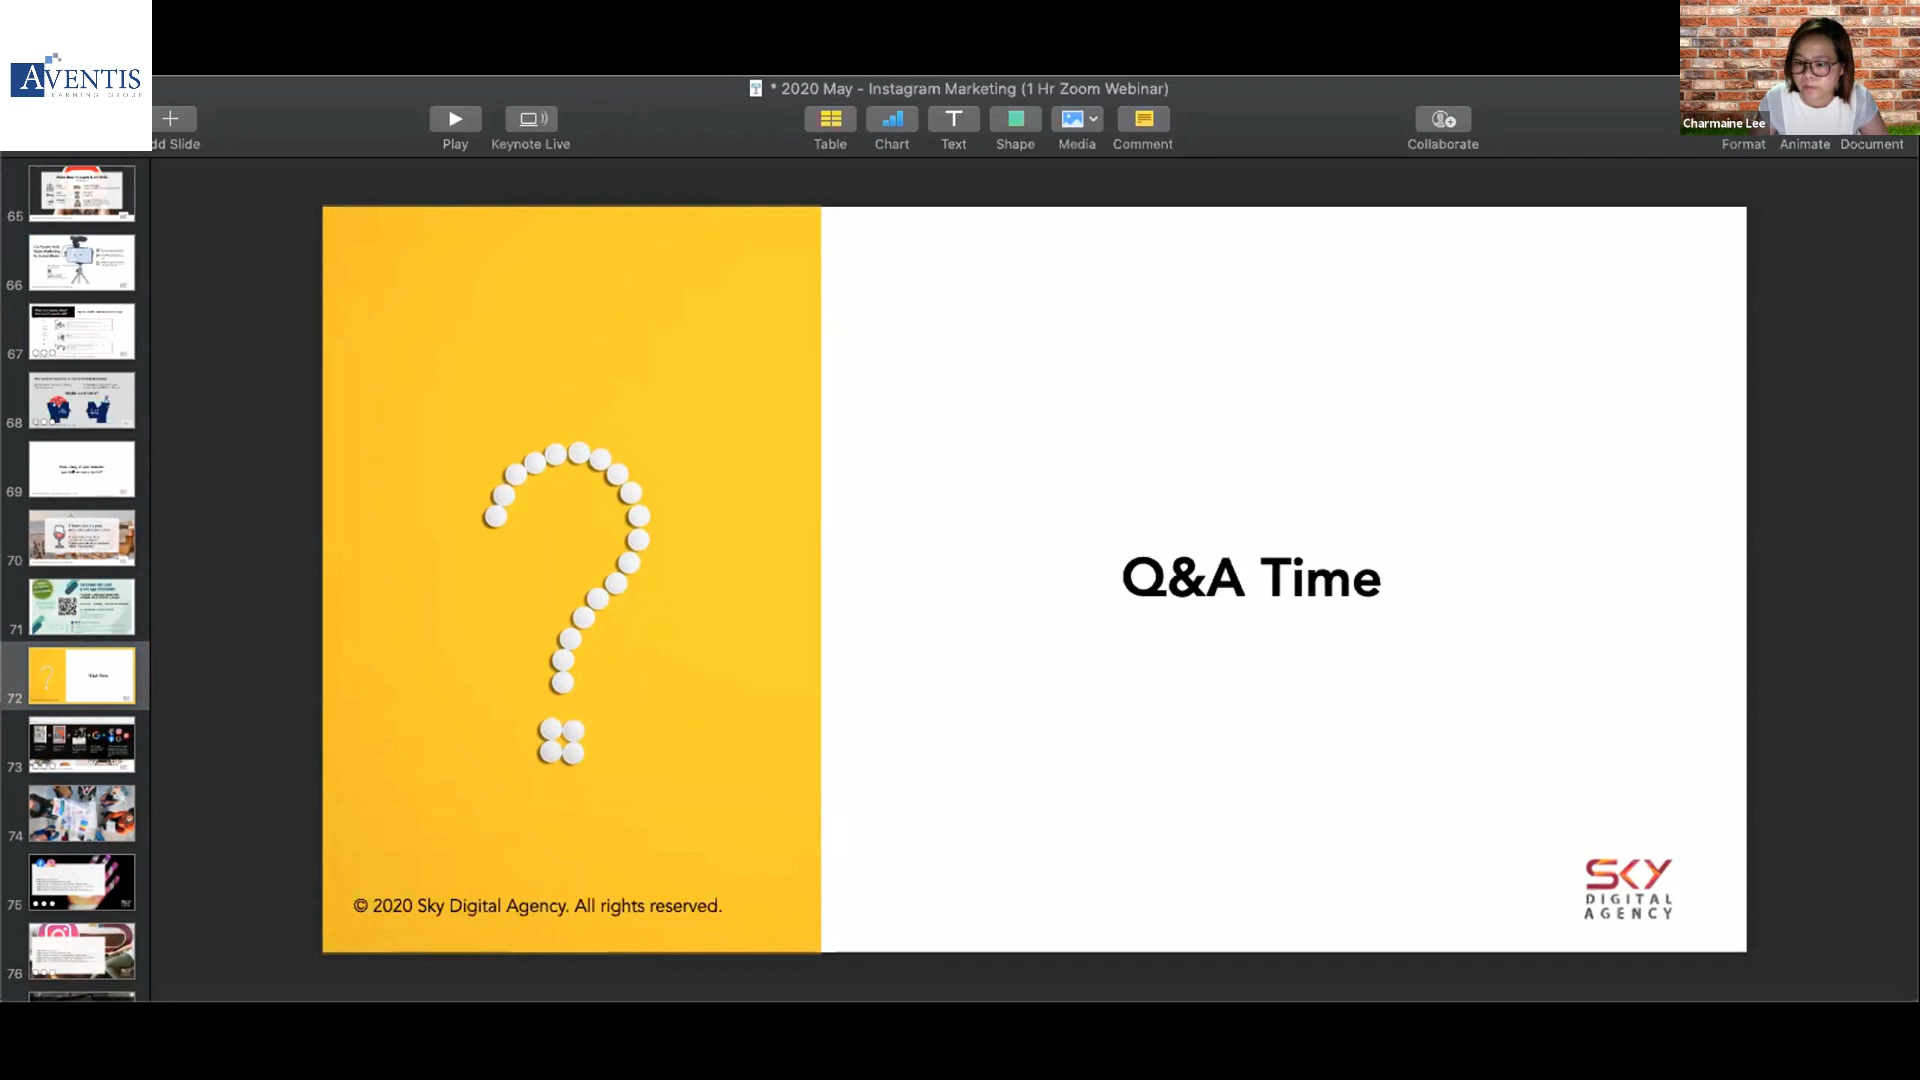 AVENTIS
LEARNING GROUP
* 2020 May - Instagram Marketing (1 Hr Zoom Webinar)
dd Slide
Play
Keynote Live
Table
Chart
Text
Shape
Media
Comment
Collaborate
Format
Animate
Document
Charmaine Lee
65
66
67
68
69
70
71
72
73
74
75
76
Q&A Time
© 2020 Sky Digital Agency. All rights reserved.
SKY
DIGITAL
AGENCY